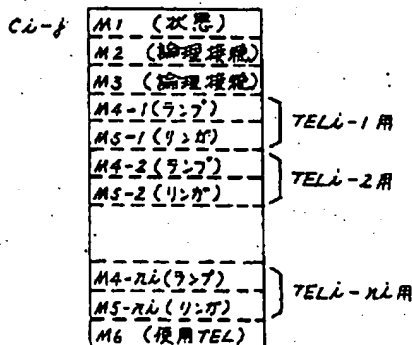 Ci-j
M1 (状態)
M2 (論理接続)
M3 (論理接続)
M4-1(ランプ)
M5-1(リンガ)
TELi-1用
M4-2(ランプ)
M5-2(リンガ)
TELi-2用
M4-ni(ランプ)
M5-ni(リンガ)
TELi-ni用
M6 (使用TEL)